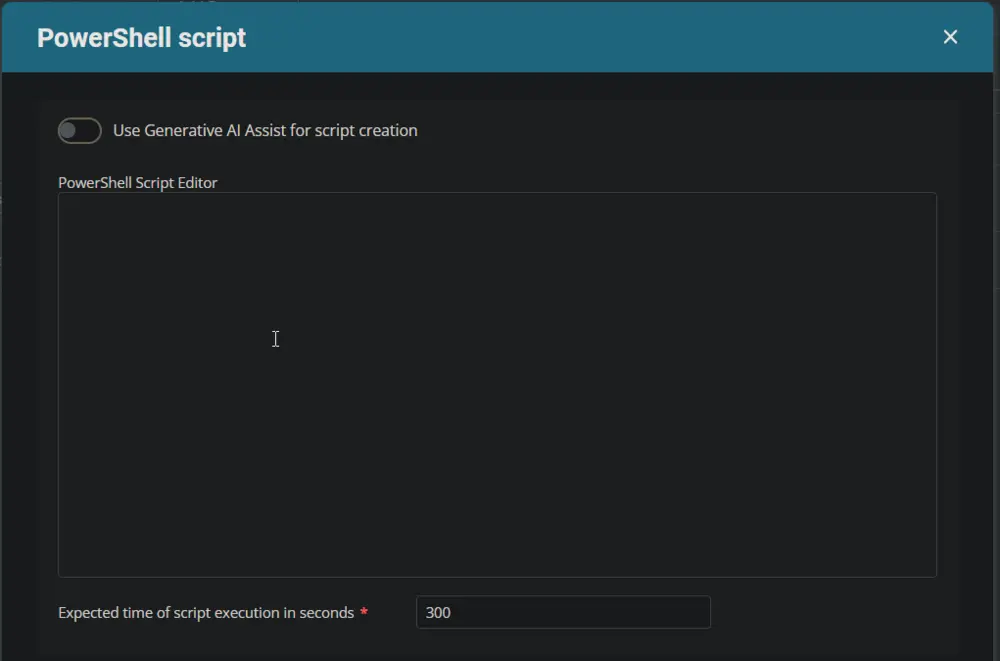 PowerShell script
Use Generative AI Assist for script creation
PowerShell Script Editor
Expected time of script execution in seconds * 300